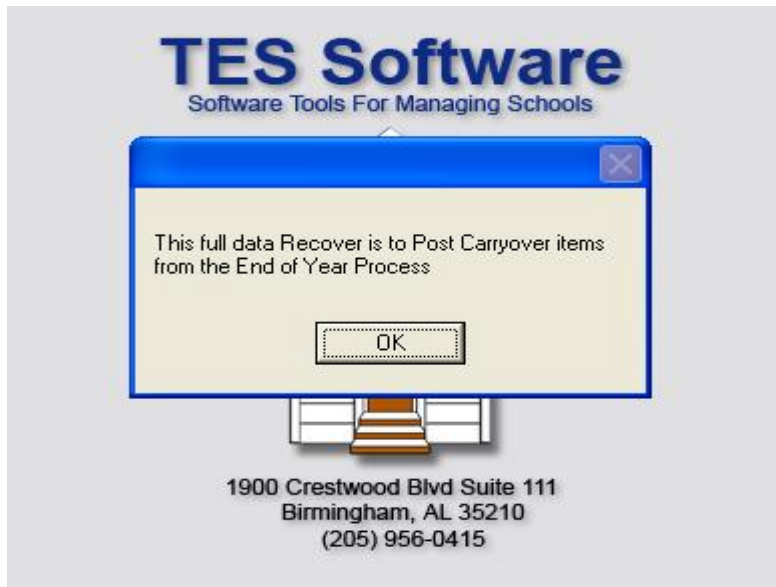 TES Software
Software Tools For Managing Schools
This full data Recover is to Post Carryover items
from the End of Year Process
OK
1900 Crestwood Blvd Suite 111
Birmingham, AL 35210
(205) 956-0415